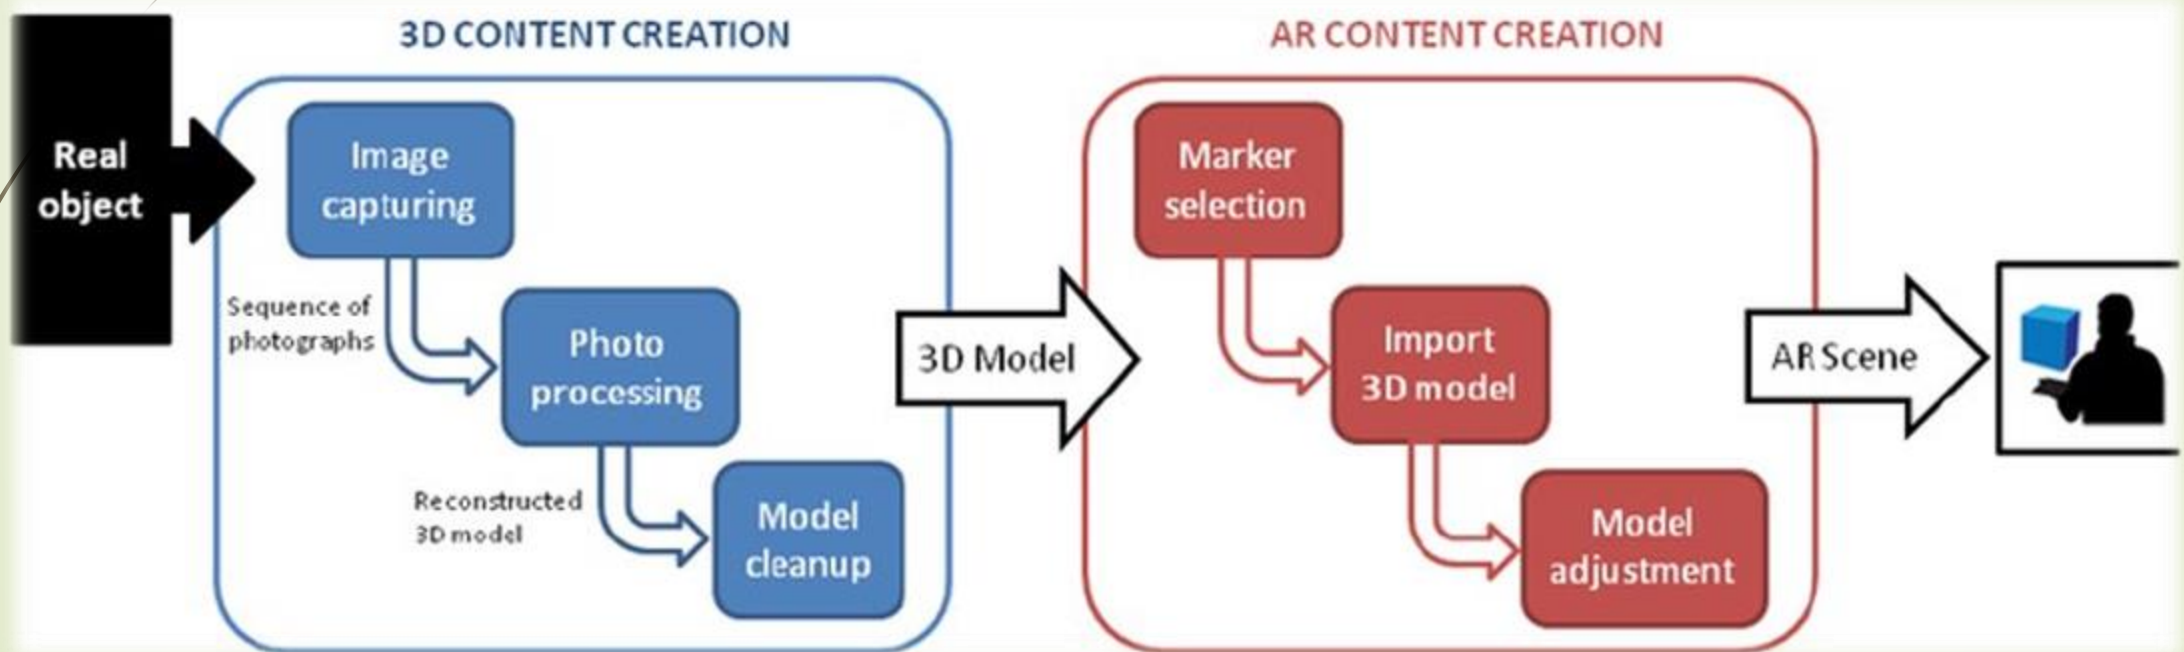 3D CONTENT CREATION
AR CONTENT CREATION
Real
object
Image
capturing
Sequence of
photographs
Photo
processing
Reconstructed
3D model
Model
cleanup
3D Model
Marker
selection
Import
3D model
Model
adjustment
AR Scene